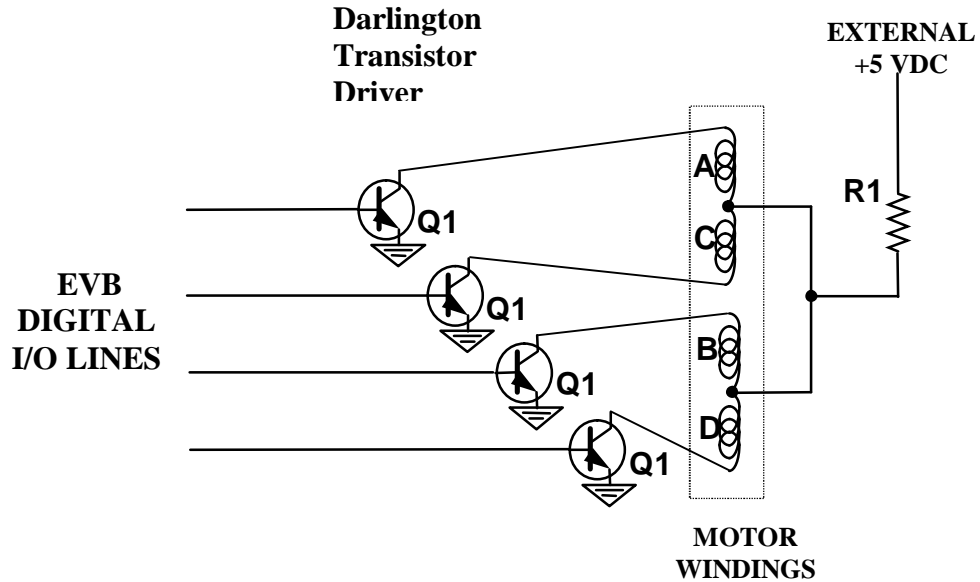 Darlington
Transistor
Driver
EXTERNAL
+5 VDC
A
R1
Q1
C
EVB
DIGITAL
I/O LINES
Q1
B
Q1
D
Q1
MOTOR
WINDINGS